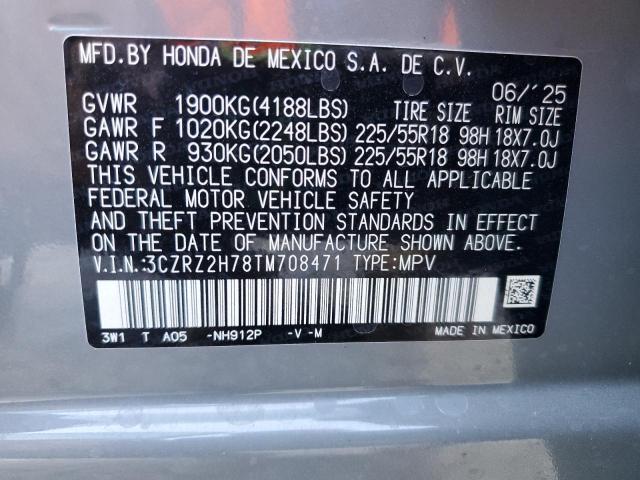 MFD.BY HONDA DE MEXICO S.A. DE C.V.
06/'25
GVWR 1900KG(4188LBS) TIRE SIZE RIM SIZE
GAWR F 1020KG(2248LBS) 225/55R18 98H 18X7.0J
GAWR R 930KG(2050LBS) 225/55R18 98H 18X7.0J
THIS VEHICLE CONFORMS TO ALL APPLICABLE
FEDERAL MOTOR VEHICLE SAFETY
AND THEFT PREVENTION STANDARDS IN EFFECT
ON THE DATE OF MANUFACTURE SHOWN ABOVE.
V.I.N.:3CZRZ2H78TM708471 TYPE:MPV
3W1 T A05 -NH912P -V-M MADE IN MEXICO